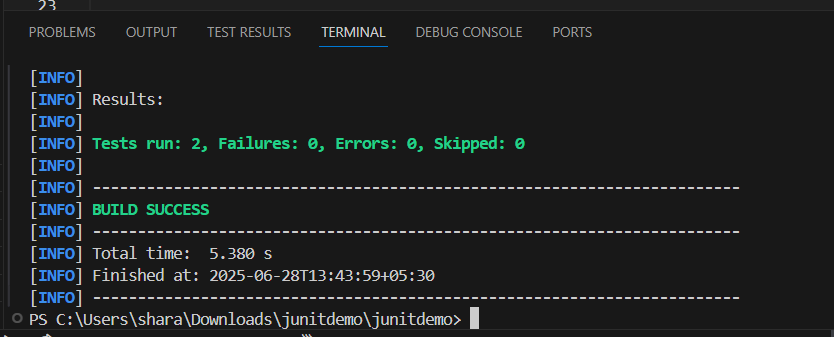 23
PROBLEMS OUTPUT TEST RESULTS TERMINAL DEBUG CONSOLE PORTS
[INFO]
[INFO] Results:
[INFO]
[INFO] Tests run: 2, Failures: 0, Errors: 0, Skipped: 0
[INFO]
[INFO] ------------------------------------------------------------------------
[INFO] BUILD SUCCESS
[INFO] ------------------------------------------------------------------------
[INFO] Total time:  5.380 s
[INFO] Finished at: 2025-06-28T13:43:59+05:30
[INFO] ------------------------------------------------------------------------
PS C:\Users\shara\Downloads\junitdemo\junitdemo>